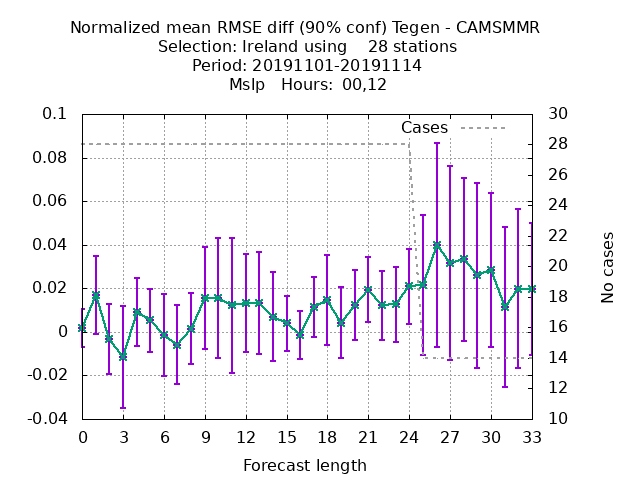 Normalized mean RMSE diff (90% conf) Tegen - CAMSMMR
Selection: Ireland using    28 stations
Period: 20191101-20191114
Mslp   Hours:  00,12
Cases
0.1
0.08
0.06
0.04
0.02
0
-0.02
-0.04
30
28
26
24
22
20
18
16
14
12
10
No cases
0 3 6 9 12 15 18 21 24 27 30 33
Forecast length